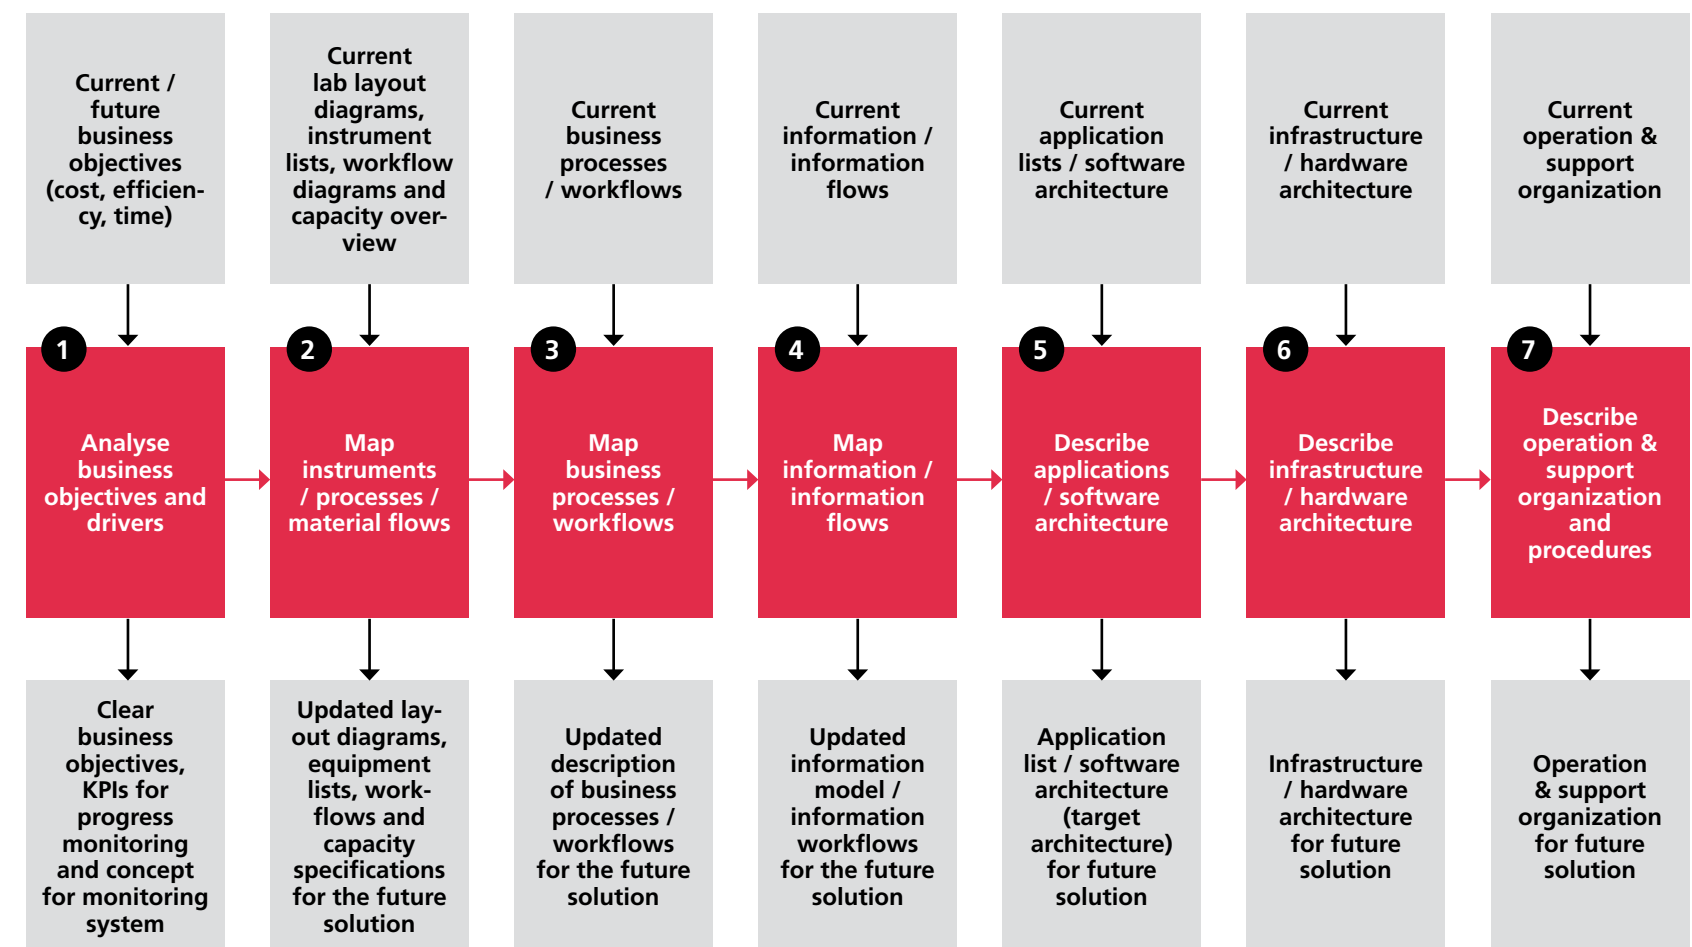 Current /
future
business
objectives
(cost, efficien-
cy, time)
Current
lab layout
diagrams,
instrument
lists, workflow
diagrams and
capacity over-
view
Current
business
processes
/ workflows
Current
information /
information
flows
Current
application
lists / software
architecture
Current
infrastructure
/ hardware
architecture
Current
operation &
support
organization
1
Analyse
business
objectives and
drivers
2
Map
instruments
/ processes /
material flows
3
Map
business
processes /
workflows
4
Map
information /
information
flows
5
Describe
applications
/ software
architecture
6
Describe
infrastructure
/ hardware
architecture
7
Describe
operation &
support
organization
and
procedures
Clear
business
objectives,
KPIs for
progress
monitoring
and concept
for monitoring
system
Updated lay-
out diagrams,
equipment
lists, work-
flows and
capacity
specifications
for the future
solution
Updated
description
of business
processes /
workflows
for the future
solution
Updated
information
model /
information
workflows
for the future
solution
Application
list / software
architecture
(target
architecture)
for future
solution
Infrastructure
/ hardware
architecture
for future
solution
Operation
& support
organization
for future
solution